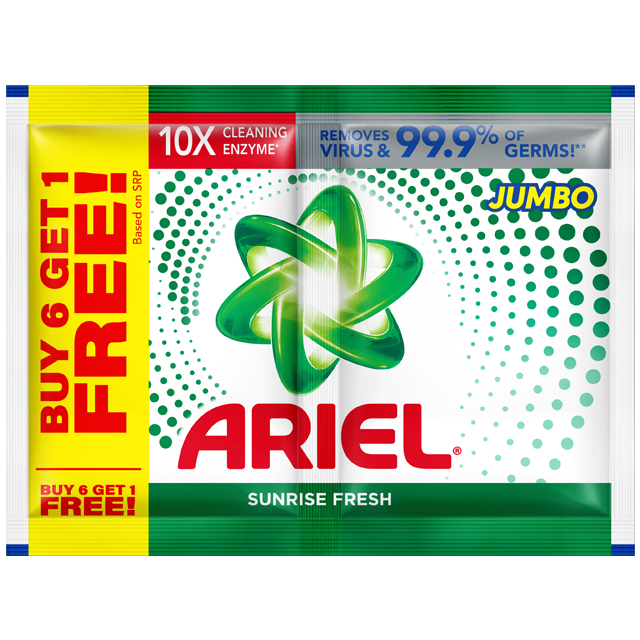 BUY 6 GET 1
FREE!
Based on SRP
BUY 6 GET 1
FREE!
10X CLEANING
ENZYME*
REMOVES
VIRUS & 99.9% OF
GERMS!**
JUMBO
ARIEL®
SUNRISE FRESH